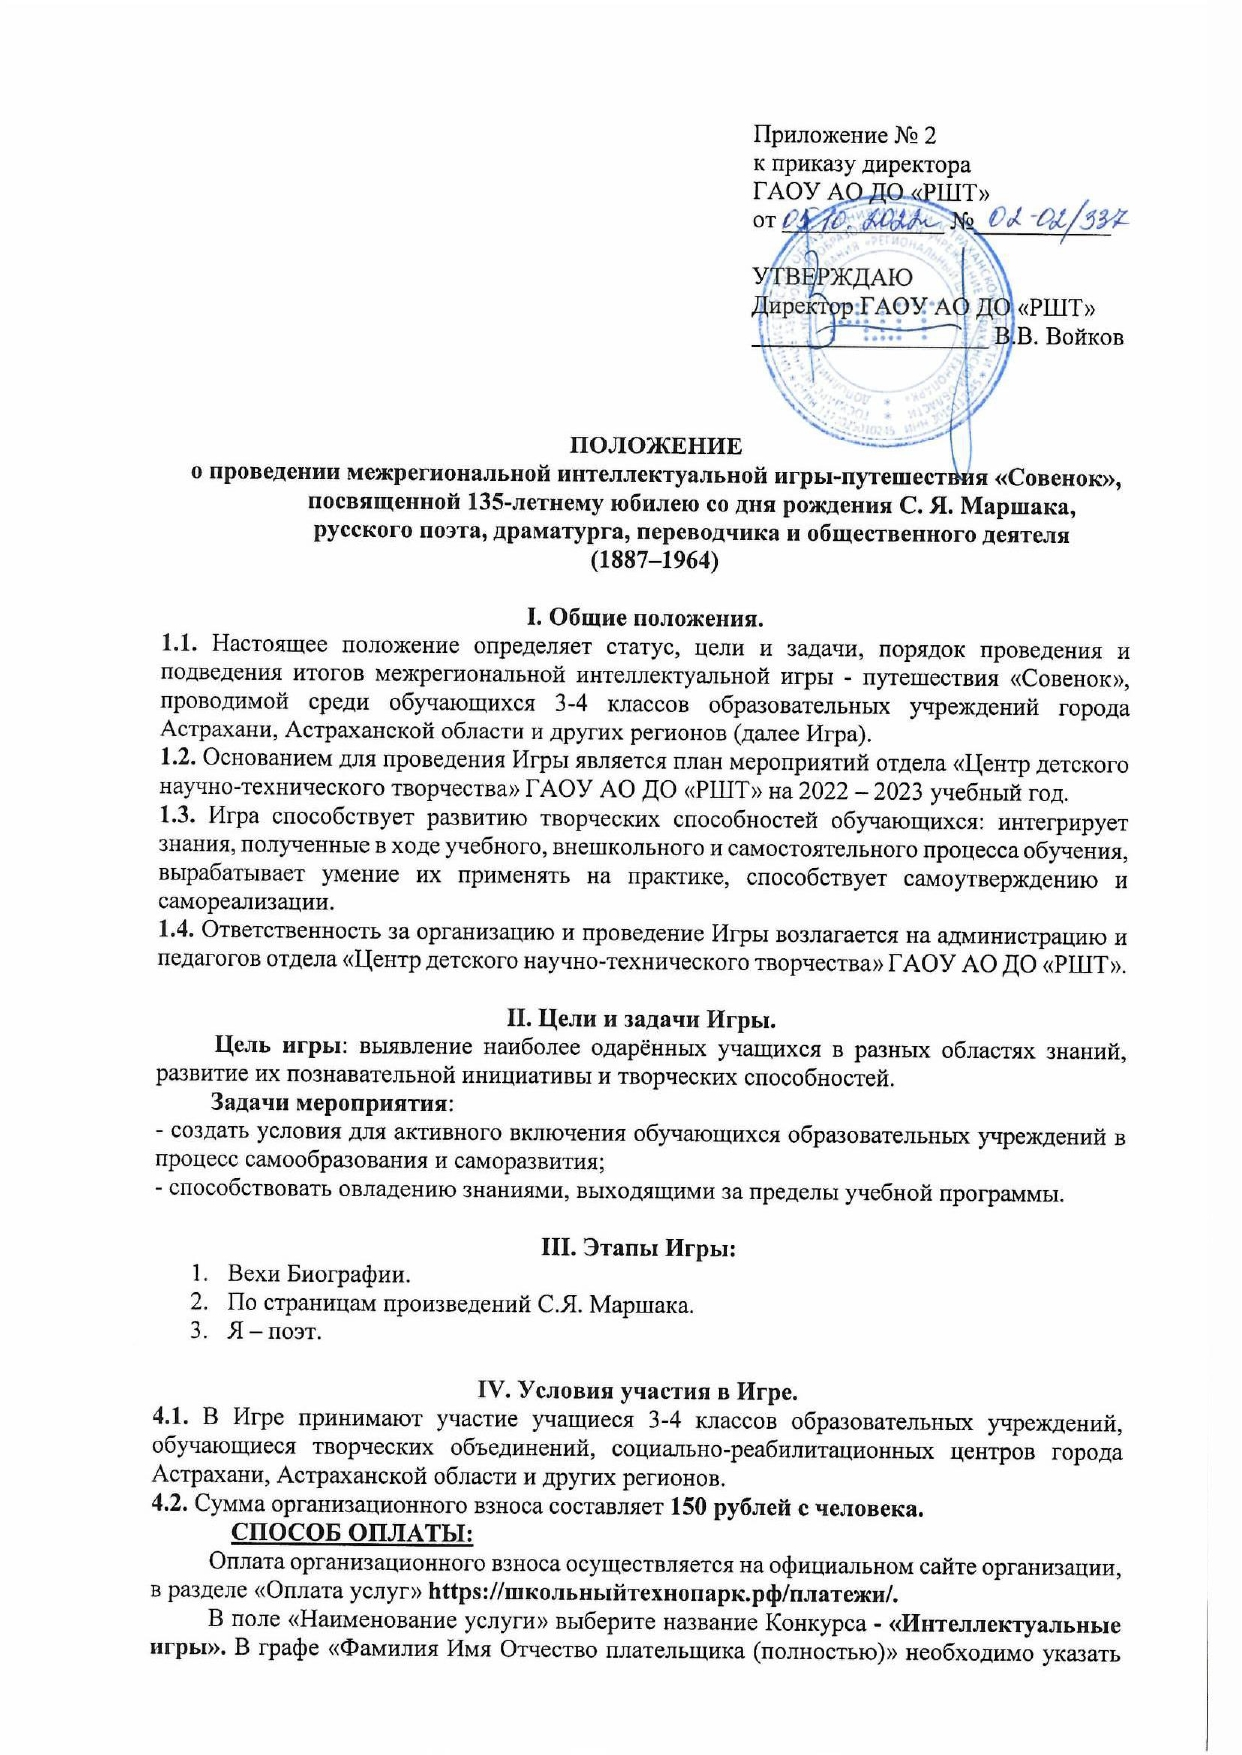 Приложение № 2
к приказу директора
ГАОУ АО ДО «РШТ»
от 05.10.2022г № 02-02/337
УТВЕРЖДАЮ
Директор ГАОУ АО ДО «РШТ»
В.В. Войков
ПОЛОЖЕНИЕ
о проведении межрегиональной интеллектуальной игры-путешествия «Совенок»,
посвященной 135-летнему юбилею со дня рождения С. Я. Маршака,
русского поэта, драматурга, переводчика и общественного деятеля
(1887–1964)
I. Общие положения.
1.1. Настоящее положение определяет статус, цели и задачи, порядок проведения и
подведения итогов межрегиональной интеллектуальной игры - путешествия «Совенок»,
проводимой среди обучающихся 3-4 классов образовательных учреждений города
Астрахани, Астраханской области и других регионов (далее Игра).
1.2. Основанием для проведения Игры является план мероприятий отдела «Центр детского
научно-технического творчества» ГАОУ АО ДО «РШТ» на 2022 – 2023 учебный год.
1.3. Игра способствует развитию творческих способностей обучающихся: интегрирует
знания, полученные в ходе учебного, внешкольного и самостоятельного процесса обучения,
вырабатывает умение их применять на практике, способствует самоутверждению и
самореализации.
1.4. Ответственность за организацию и проведение Игры возлагается на администрацию и
педагогов отдела «Центр детского научно-технического творчества» ГАОУ АО ДО «РШТ».
II. Цели и задачи Игры.
Цель игры: выявление наиболее одарённых учащихся в разных областях знаний,
развитие их познавательной инициативы и творческих способностей.
Задачи мероприятия:
- создать условия для активного включения обучающихся образовательных учреждений в
процесс самообразования и саморазвития;
- способствовать овладению знаниями, выходящими за пределы учебной программы.
III. Этапы Игры:
1. Вехи Биографии.
2. По страницам произведений С.Я. Маршака.
3. Я – поэт.
IV. Условия участия в Игре.
4.1. В Игре принимают участие учащиеся 3-4 классов образовательных учреждений,
обучающиеся творческих объединений, социально-реабилитационных центров города
Астрахани, Астраханской области и других регионов.
4.2. Сумма организационного взноса составляет 150 рублей с человека.
СПОСОБ ОПЛАТЫ:
Оплата организационного взноса осуществляется на официальном сайте организации,
в разделе «Оплата услуг» https://школьныйтехнопарк.рф/платежи/.
В поле «Наименование услуги» выберите название Конкурса - «Интеллектуальные
игры». В графе «Фамилия Имя Отчество плательщика (полностью)» необходимо указать